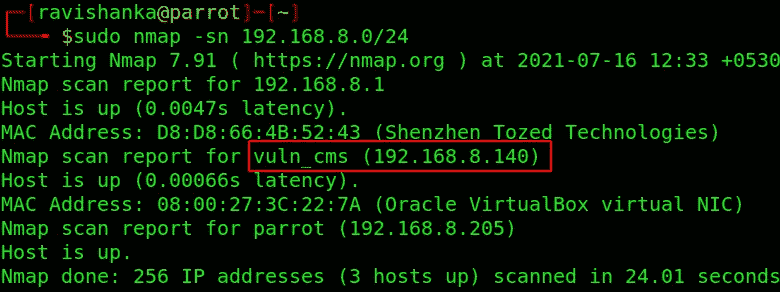 ┌─[ravishanka@parrot]─[~]
└──╼ $sudo nmap -sn 192.168.8.0/24
Starting Nmap 7.91 ( https://nmap.org ) at 2021-07-16 12:33 +0530
Nmap scan report for 192.168.8.1
Host is up (0.0047s latency).
MAC Address: D8:D8:66:4B:52:43 (Shenzhen Tozed Technologies)
Nmap scan report for vuln_cms (192.168.8.140)
Host is up (0.00066s latency).
MAC Address: 08:00:27:3C:22:7A (Oracle VirtualBox virtual NIC)
Nmap scan report for parrot (192.168.8.205)
Host is up.
Nmap done: 256 IP addresses (3 hosts up) scanned in 24.01 seconds